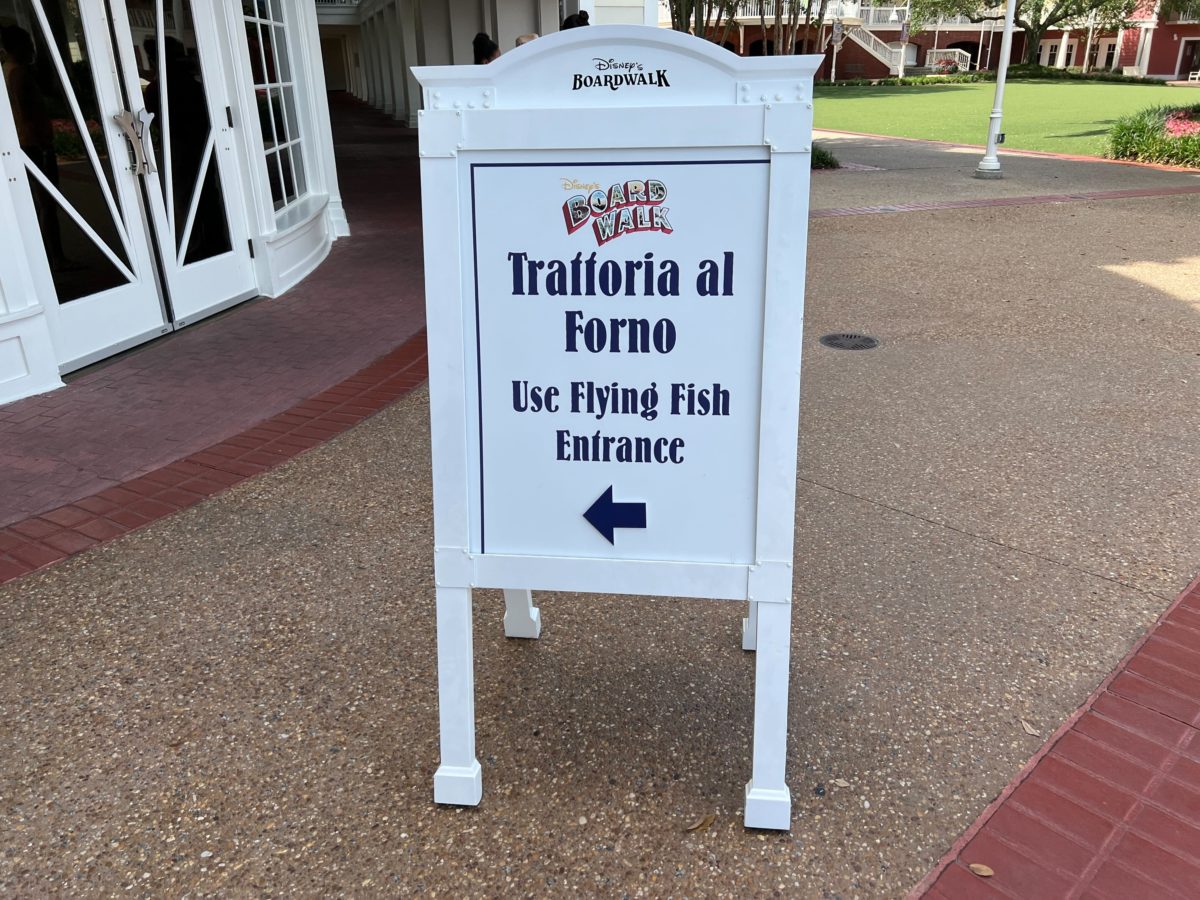 Disney's
BOARDWALK
Disney's
BOARD
WALK
Trattoria al
Forno
Use Flying Fish
Entrance